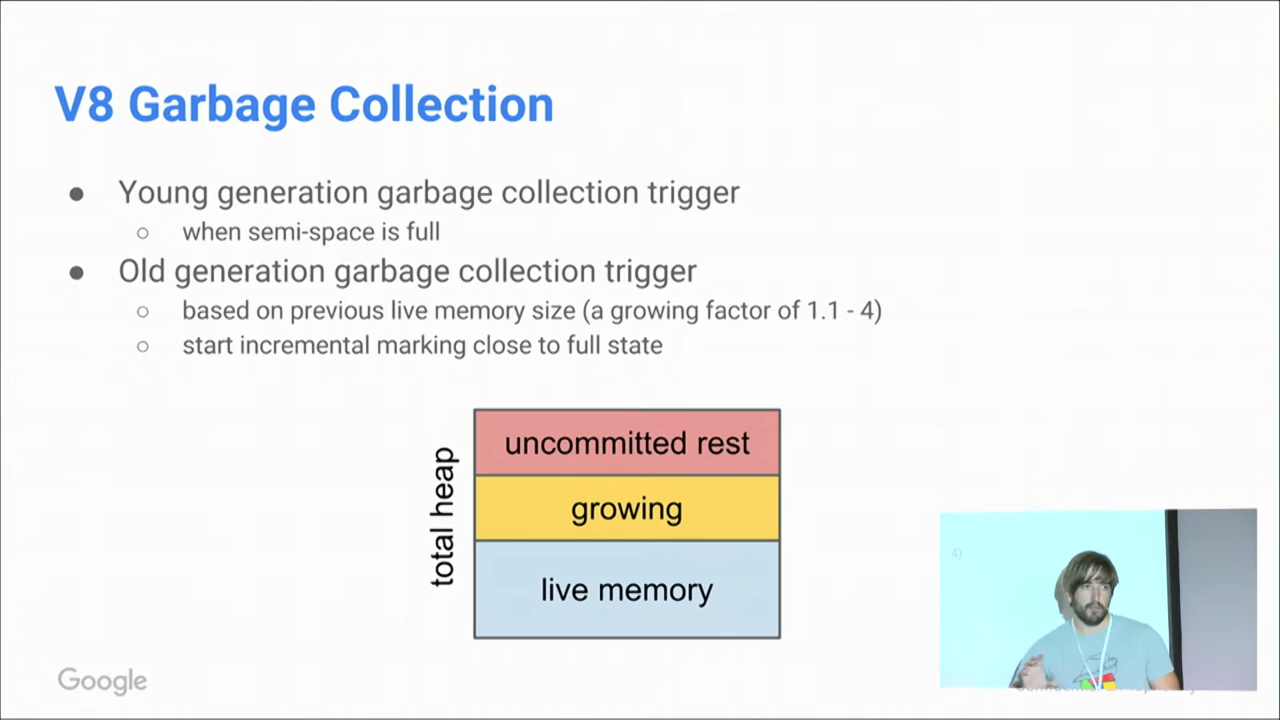 V8 Garbage Collection
● Young generation garbage collection trigger
○ when semi-space is full
● Old generation garbage collection trigger
○ based on previous live memory size (a growing factor of 1.1 - 4)
○ start incremental marking close to full state
total heap
uncommitted rest
growing
live memory
4)
Google